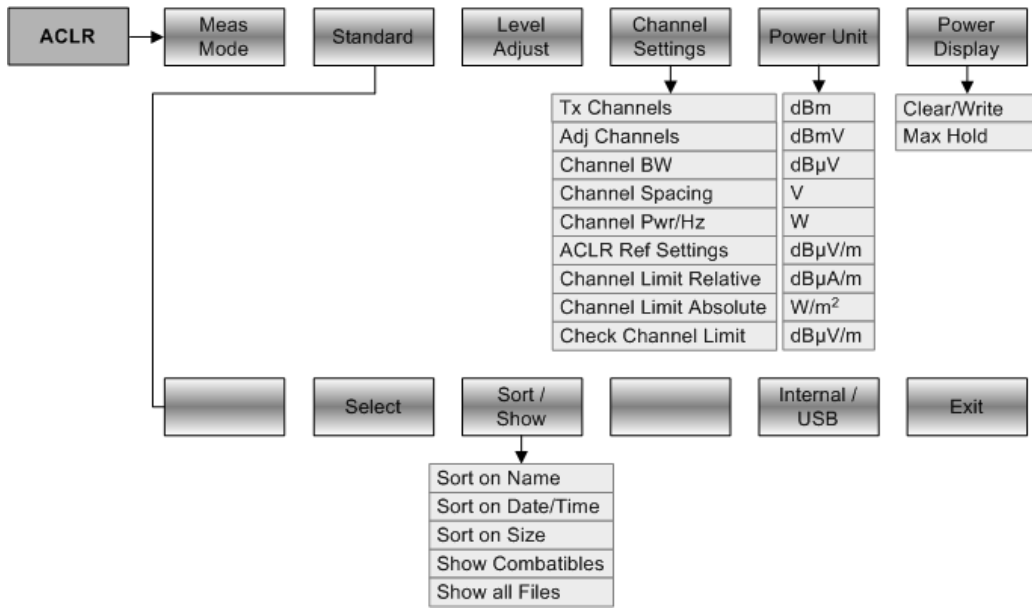 ACLR
Meas
Mode
Standard
Level
Adjust
Channel
Settings
Power Unit
Power
Display
Tx Channels
Adj Channels
Channel BW
Channel Spacing
Channel Pwr/Hz
ACLR Ref Settings
Channel Limit Relative
Channel Limit Absolute
Check Channel Limit
dBm
dBmV
dBµV
V
W
dBµV/m
dBµA/m
W/m²
dBµV/m
Clear/Write
Max Hold
Select
Sort /
Show
Internal /
USB
Exit
Sort on Name
Sort on Date/Time
Sort on Size
Show Combatibles
Show all Files